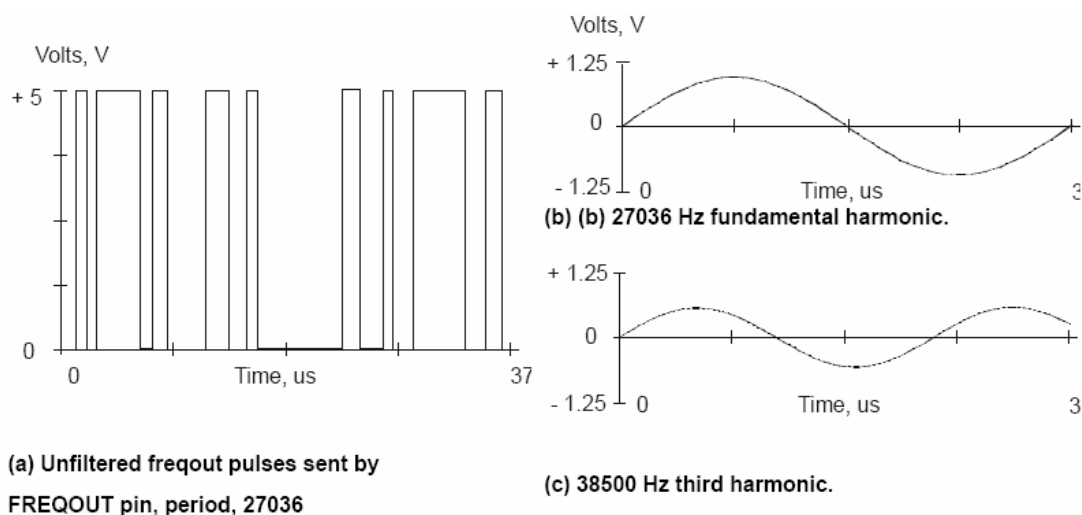 Volts, V
+ 5
0
0
Time, us
37
(a) Unfiltered freqout pulses sent by
FREQOUT pin, period, 27036
Volts, V
+ 1.25
0
- 1.25
0
Time, us
3
(b) (b) 27036 Hz fundamental harmonic.
+ 1.25
0
- 1.25
0
Time, us
3
(c) 38500 Hz third harmonic.